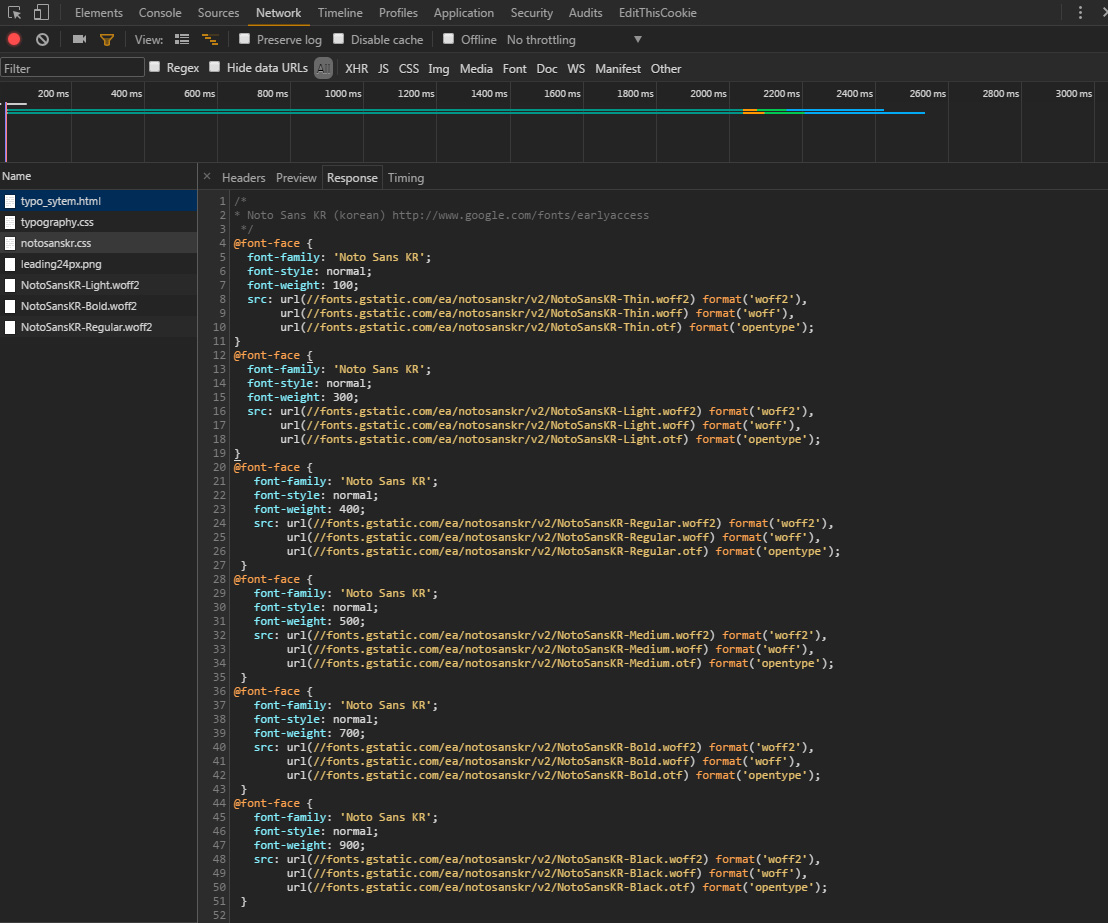 Elements Console Sources Network Timeline Profiles Application Security Audits EditThisCookie
View: Preserve log Disable cache Offline No throttling
Filter Regex Hide data URLs All XHR JS CSS Img Media Font Doc WS Manifest Other
200 ms 400 ms 600 ms 800 ms 1000 ms 1200 ms 1400 ms 1600 ms 1800 ms 2000 ms 2200 ms 2400 ms 2600 ms 2800 ms 3000 ms
Name
typo_sytem.html
typography.css
notosanskr.css
leading24px.png
NotoSansKR-Light.woff2
NotoSansKR-Bold.woff2
NotoSansKR-Regular.woff2
× Headers Preview Response Timing
1 /*
2 * Noto Sans KR (korean) http://www.google.com/fonts/earlyaccess
3 */
4 @font-face {
5 font-family: 'Noto Sans KR';
6 font-style: normal;
7 font-weight: 100;
8 src: url(//fonts.gstatic.com/ea/notosanskr/v2/NotoSansKR-Thin.woff2) format('woff2'),
9 url(//fonts.gstatic.com/ea/notosanskr/v2/NotoSansKR-Thin.woff) format('woff'),
10 url(//fonts.gstatic.com/ea/notosanskr/v2/NotoSansKR-Thin.otf) format('opentype');
11 }
12 @font-face {
13 font-family: 'Noto Sans KR';
14 font-style: normal;
15 font-weight: 300;
16 src: url(//fonts.gstatic.com/ea/notosanskr/v2/NotoSansKR-Light.woff2) format('woff2'),
17 url(//fonts.gstatic.com/ea/notosanskr/v2/NotoSansKR-Light.woff) format('woff'),
18 url(//fonts.gstatic.com/ea/notosanskr/v2/NotoSansKR-Light.otf) format('opentype');
19 }
20 @font-face {
21 font-family: 'Noto Sans KR';
22 font-style: normal;
23 font-weight: 400;
24 src: url(//fonts.gstatic.com/ea/notosanskr/v2/NotoSansKR-Regular.woff2) format('woff2'),
25 url(//fonts.gstatic.com/ea/notosanskr/v2/NotoSansKR-Regular.woff) format('woff'),
26 url(//fonts.gstatic.com/ea/notosanskr/v2/NotoSansKR-Regular.otf) format('opentype');
27 }
28 @font-face {
29 font-family: 'Noto Sans KR';
30 font-style: normal;
31 font-weight: 500;
32 src: url(//fonts.gstatic.com/ea/notosanskr/v2/NotoSansKR-Medium.woff2) format('woff2'),
33 url(//fonts.gstatic.com/ea/notosanskr/v2/NotoSansKR-Medium.woff) format('woff'),
34 url(//fonts.gstatic.com/ea/notosanskr/v2/NotoSansKR-Medium.otf) format('opentype');
35 }
36 @font-face {
37 font-family: 'Noto Sans KR';
38 font-style: normal;
39 font-weight: 700;
40 src: url(//fonts.gstatic.com/ea/notosanskr/v2/NotoSansKR-Bold.woff2) format('woff2'),
41 url(//fonts.gstatic.com/ea/notosanskr/v2/NotoSansKR-Bold.woff) format('woff'),
42 url(//fonts.gstatic.com/ea/notosanskr/v2/NotoSansKR-Bold.otf) format('opentype');
43 }
44 @font-face {
45 font-family: 'Noto Sans KR';
46 font-style: normal;
47 font-weight: 900;
48 src: url(//fonts.gstatic.com/ea/notosanskr/v2/NotoSansKR-Black.woff2) format('woff2'),
49 url(//fonts.gstatic.com/ea/notosanskr/v2/NotoSansKR-Black.woff) format('woff'),
50 url(//fonts.gstatic.com/ea/notosanskr/v2/NotoSansKR-Black.otf) format('opentype');
51 }
52